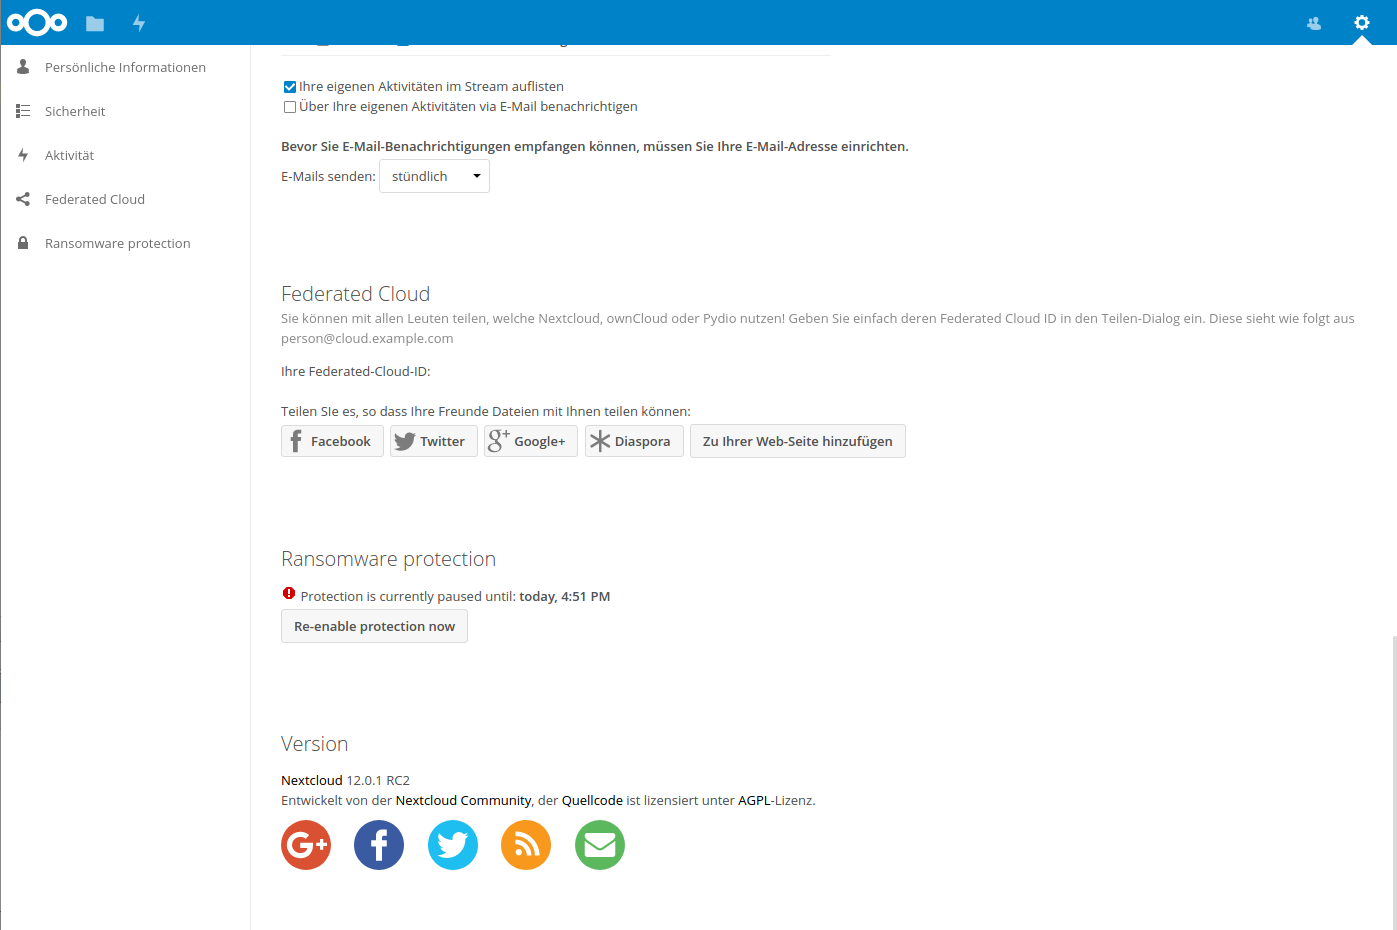 Persönliche Informationen
Sicherheit
Aktivität
Federated Cloud
Ransomware protection
Ihre eigenen Aktivitäten im Stream auflisten
Über Ihre eigenen Aktivitäten via E-Mail benachrichtigen
Bevor Sie E-Mail-Benachrichtigungen empfangen können, müssen Sie Ihre E-Mail-Adresse einrichten.
E-Mails senden: stündlich
Federated Cloud
Sie können mit allen Leuten teilen, welche Nextcloud, ownCloud oder Pydio nutzen! Geben Sie einfach deren Federated Cloud ID in den Teilen-Dialog ein. Diese sieht wie folgt aus
person@cloud.example.com
Ihre Federated-Cloud-ID:
Teilen SIe es, so dass Ihre Freunde Dateien mit Ihnen teilen können:
Facebook Twitter Google+ Diaspora Zu Ihrer Web-Seite hinzufügen
Ransomware protection
Protection is currently paused until: today, 4:51 PM
Re-enable protection now
Version
Nextcloud 12.0.1 RC2
Entwickelt von der Nextcloud Community, der Quellcode ist lizensiert unter AGPL-Lizenz.